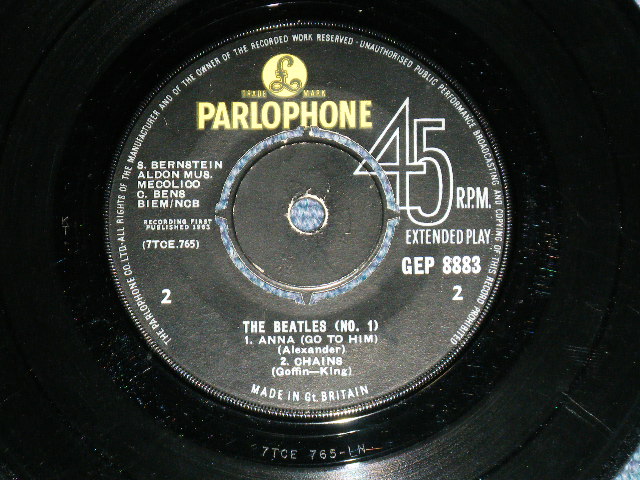 THE PARLOPHONE CO.LTD·ALL RIGHTS OF THE MANUFACTURER AND OF THE OWNER OF THE RECORDED WORK RESERVED · UNAUTHORISED PUBLIC PERFORMANCE BROADCASTING AND COPYING OF THIS RECORD PROHIBITED
£
TRADE MARK
PARLOPHONE
45
R.P.M.
EXTENDED PLAY
S. BERNSTEIN
ALDON MUS.
MECOLICO
C. BENS
BIEM/NCB
RECORDING FIRST
PUBLISHED 1963
(7TCE.765)
GEP 8883
2
2
THE BEATLES (NO. 1)
1. ANNA (GO TO HIM)
(Alexander)
2. CHAINS
(Goffin—King)
MADE IN Gt. BRITAIN
7TCE 765-1N